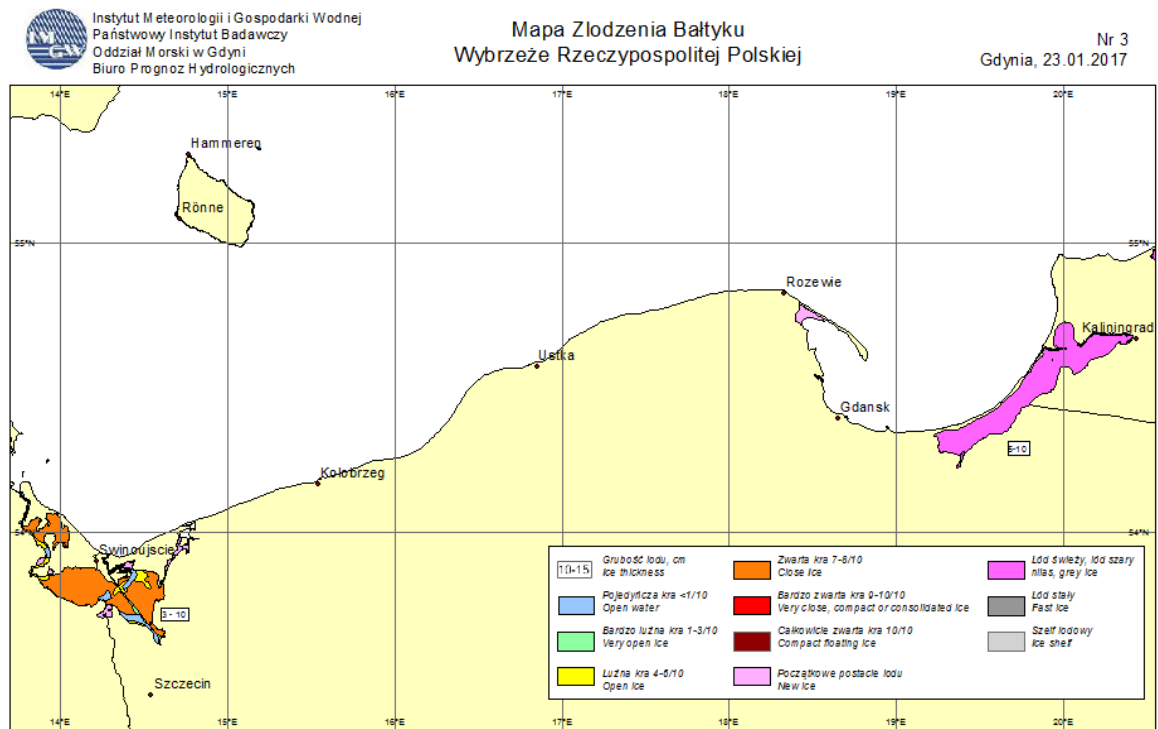 Instytut Meteorologii i Gospodarki Wodnej
Państwowy Instytut Badawczy
Oddział Morski w Gdyni
Biuro Prognoz Hydrologicznych
IM
GW
Mapa Zlodzenia Bałtyku
Wybrzeże Rzeczypospolitej Polskiej
Nr 3
Gdynia, 23.01.2017
14°E
15°E
16°E
17°E
18°E
19°E
20°E
Hammeren
Rönne
55°N
55°N
Rozewie
Kaliningrad
Ustka
Gdansk
5-10
Kolobrzeg
54°N
54°N
Swinoujscie
3 - 10
Szczecin
10-15
Grubość lodu, cm
Ice thickness
Pojedyńcza kra <1/10
Open water
Bardzo luźna kra 1-3/10
Very open ice
Luźna kra 4-6/10
Open ice
Zwarta kra 7-8/10
Close ice
Bardzo zwarta kra 9-10/10
Very close, compact or consolidated ice
Całkowicie zwarta kra 10/10
Compact floating ice
Początkowe postacie lodu
New ice
Lód świeży, lód szary
nilas, grey ice
Lód stały
Fast ice
Szelf lodowy
Ice shelf
14°E
15°E
16°E
17°E
18°E
19°E
20°E